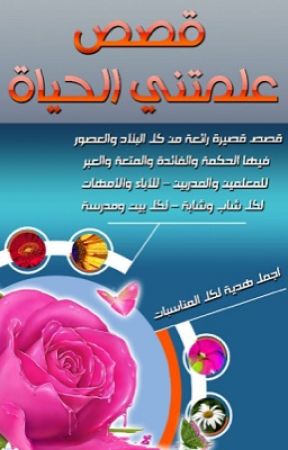 قصص
علمتني الحياة
قصص قصيرة رائعة من كل البلاد والعصور
فيها الحكمة والفائدة والمتعة والعبر
للمعلمين والمدربين – للآباء والامهات
لكل شاب وشابة – لكل بيت ومدرسة
اجمل هدية لكل المناسبات